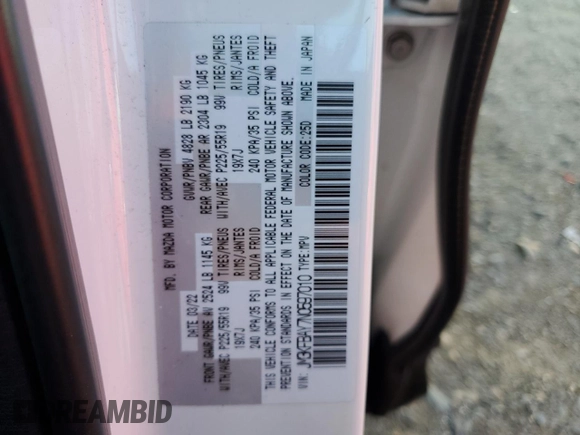 MFD. BY MAZDA MOTOR CORPORATION
DATE 03/22 GVWR/PNBV 4828 LB 2190 KG
FRONT GAWR/PNBE AV 2524 LB 1145 KG REAR GAWR/PNBE AR 2304 LB 1045 KG
WITH/AVEC P225/55R19 99V TIRES/PNEUS WITH/AVEC P225/55R19 99V TIRES/PNEUS
19X7J RIMS/JANTES 19X7J RIMS/JANTES
240 KPA/35 PSI COLD/A FROID 240 KPA/35 PSI COLD/A FROID
THIS VEHICLE CONFORMS TO ALL APPLICABLE FEDERAL MOTOR VEHICLE SAFETY AND THEFT
PREVENTION STANDARDS IN EFFECT ON THE DATE OF MANUFACTURE SHOWN ABOVE.
VIN: JM3KFBAY7N0597010 TYPE:MPV COLOR CODE:25D MADE IN JAPAN